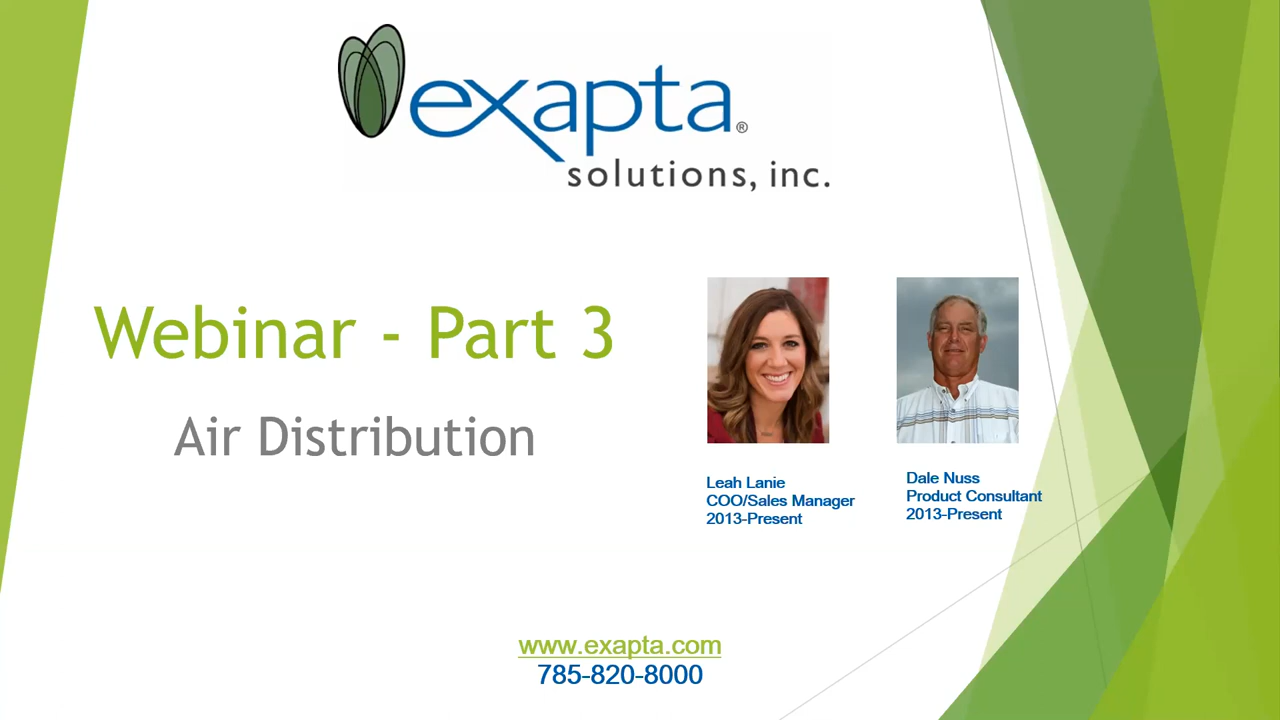 exapta®
solutions, inc.
Webinar - Part 3
Air Distribution
Leah Lanie
COO/Sales Manager
2013-Present
Dale Nuss
Product Consultant
2013-Present
www.exapta.com
785-820-8000